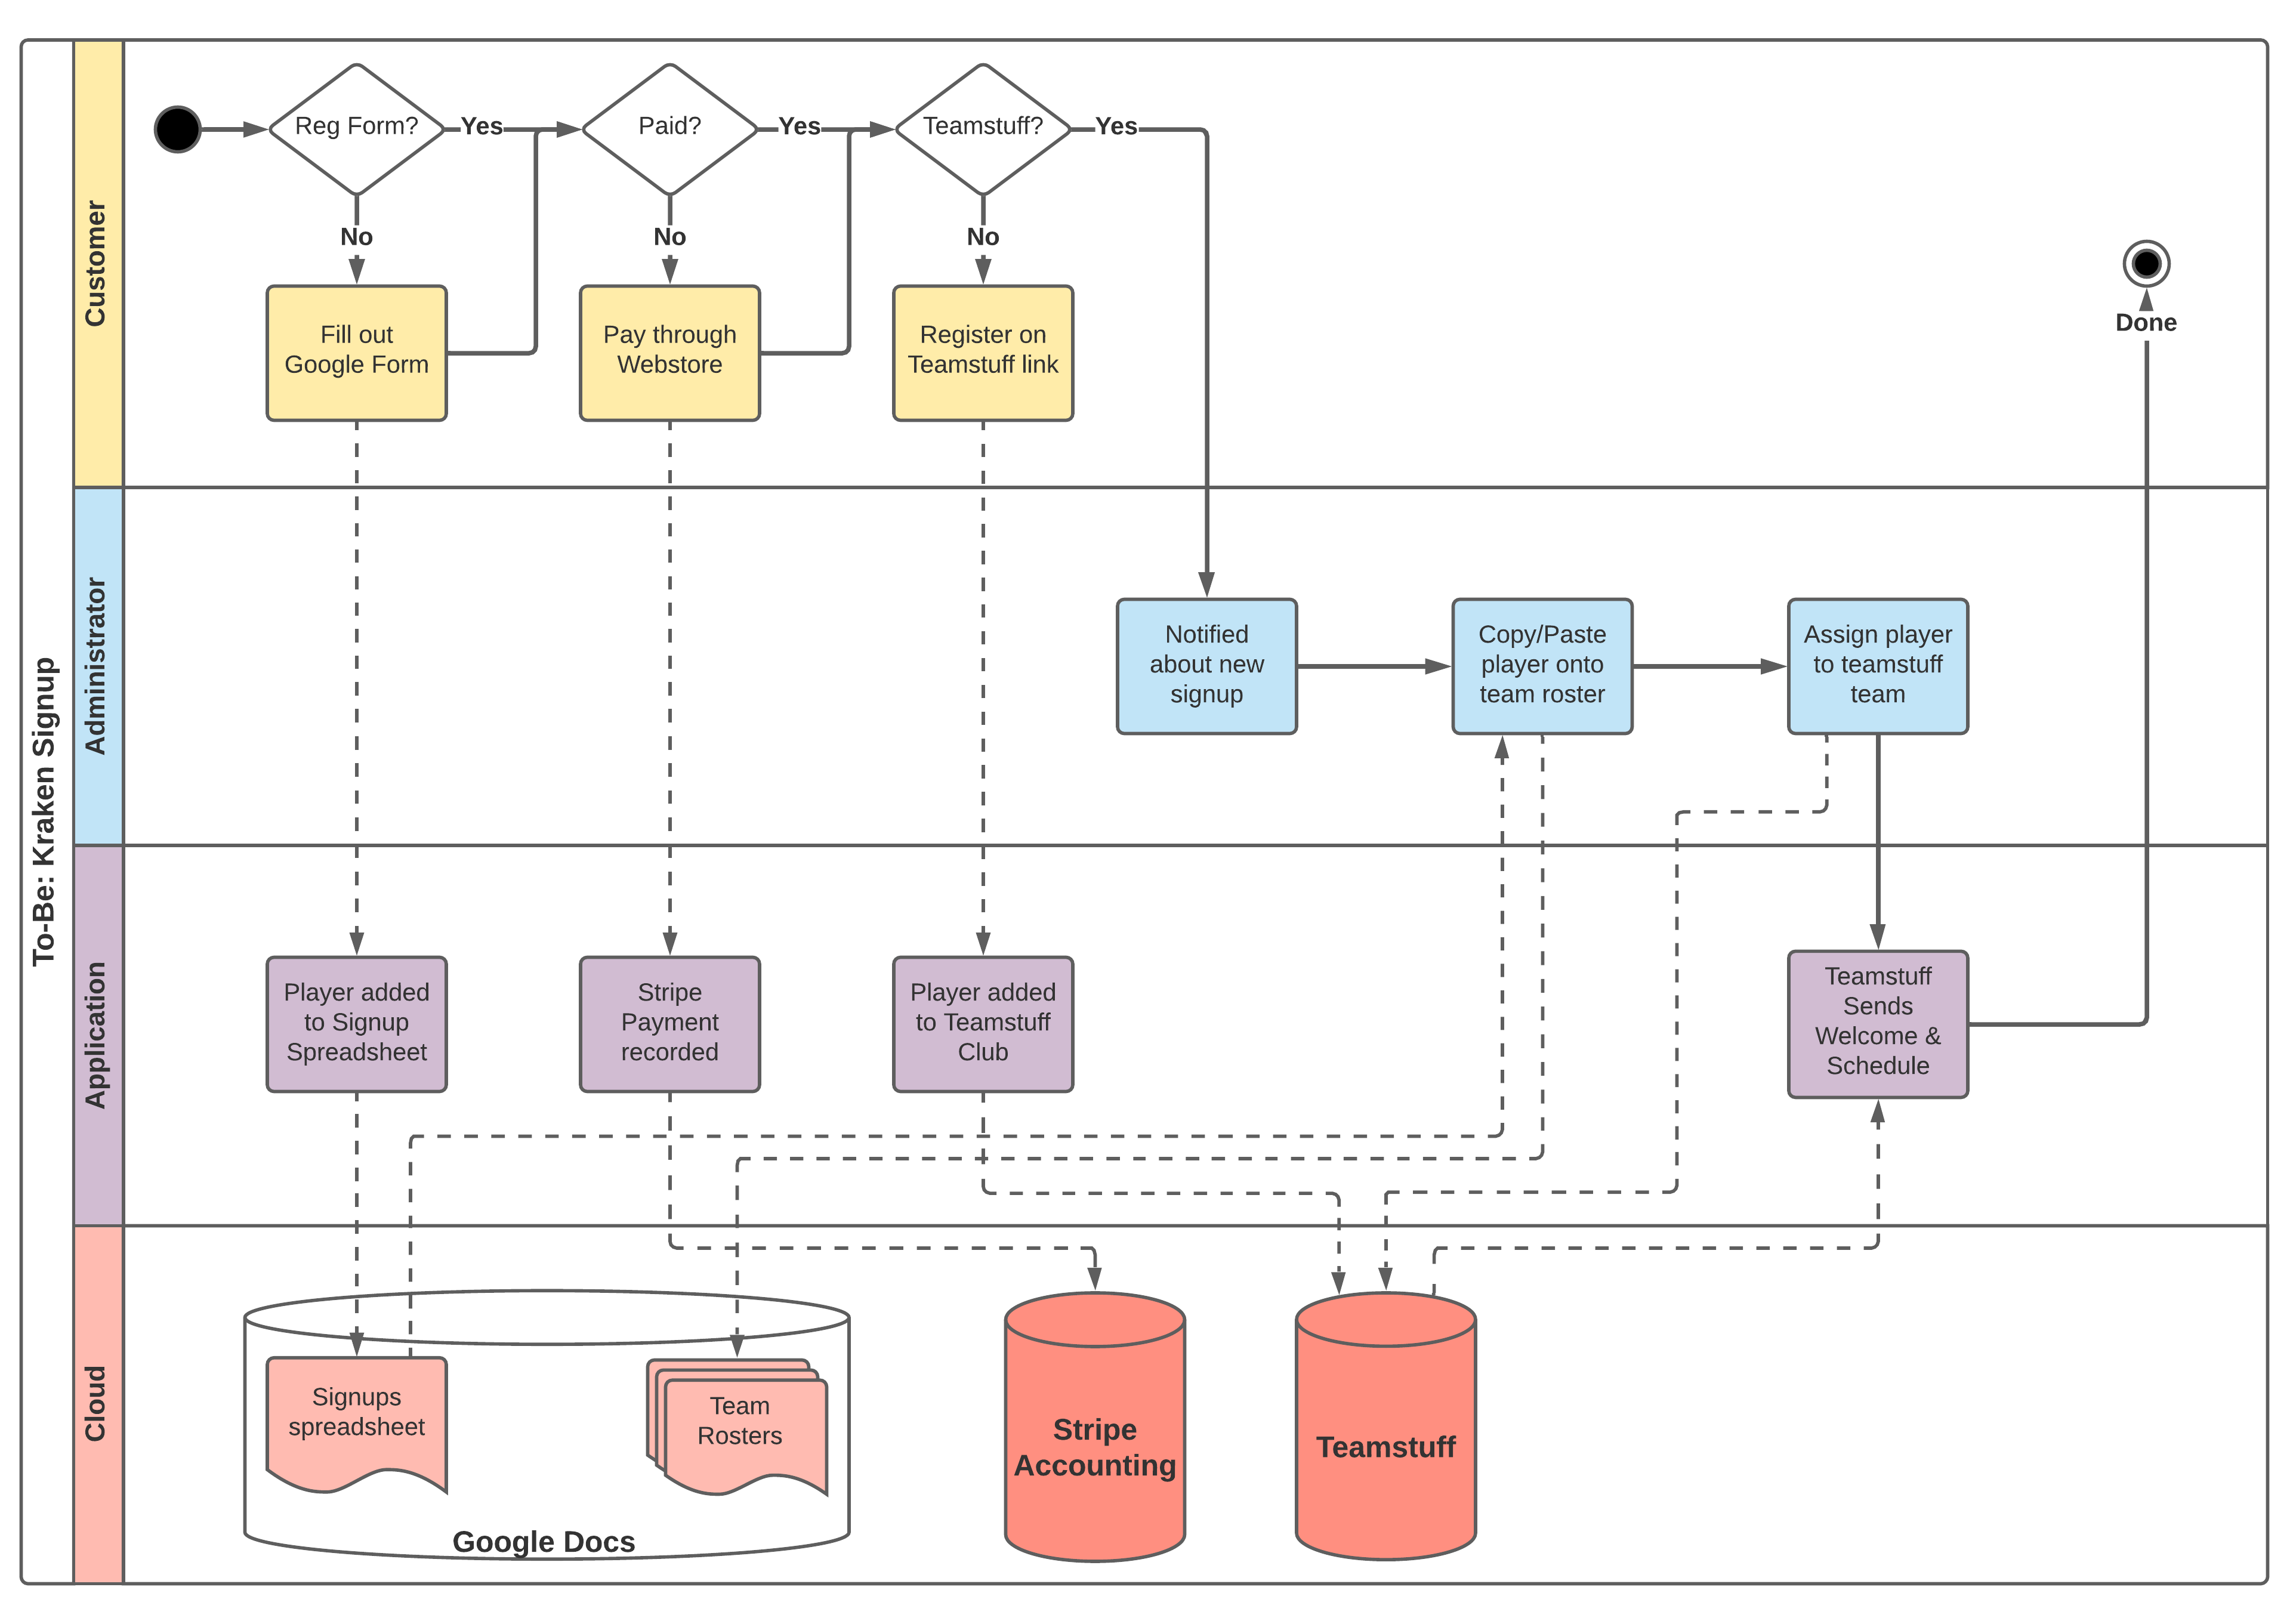 To-Be: Kraken Signup
Customer
Reg Form?
Yes
Paid?
Yes
Teamstuff?
Yes
No
No
No
Fill out
Google Form
Pay through
Webstore
Register on
Teamstuff link
Done
Administrator
Notified
about new
signup
Copy/Paste
player onto
team roster
Assign player
to teamstuff
team
Application
Player added
to Signup
Spreadsheet
Stripe
Payment
recorded
Player added
to Teamstuff
Club
Teamstuff
Sends
Welcome &
Schedule
Cloud
Signups
spreadsheet
Team
Rosters
Google Docs
Stripe
Accounting
Teamstuff